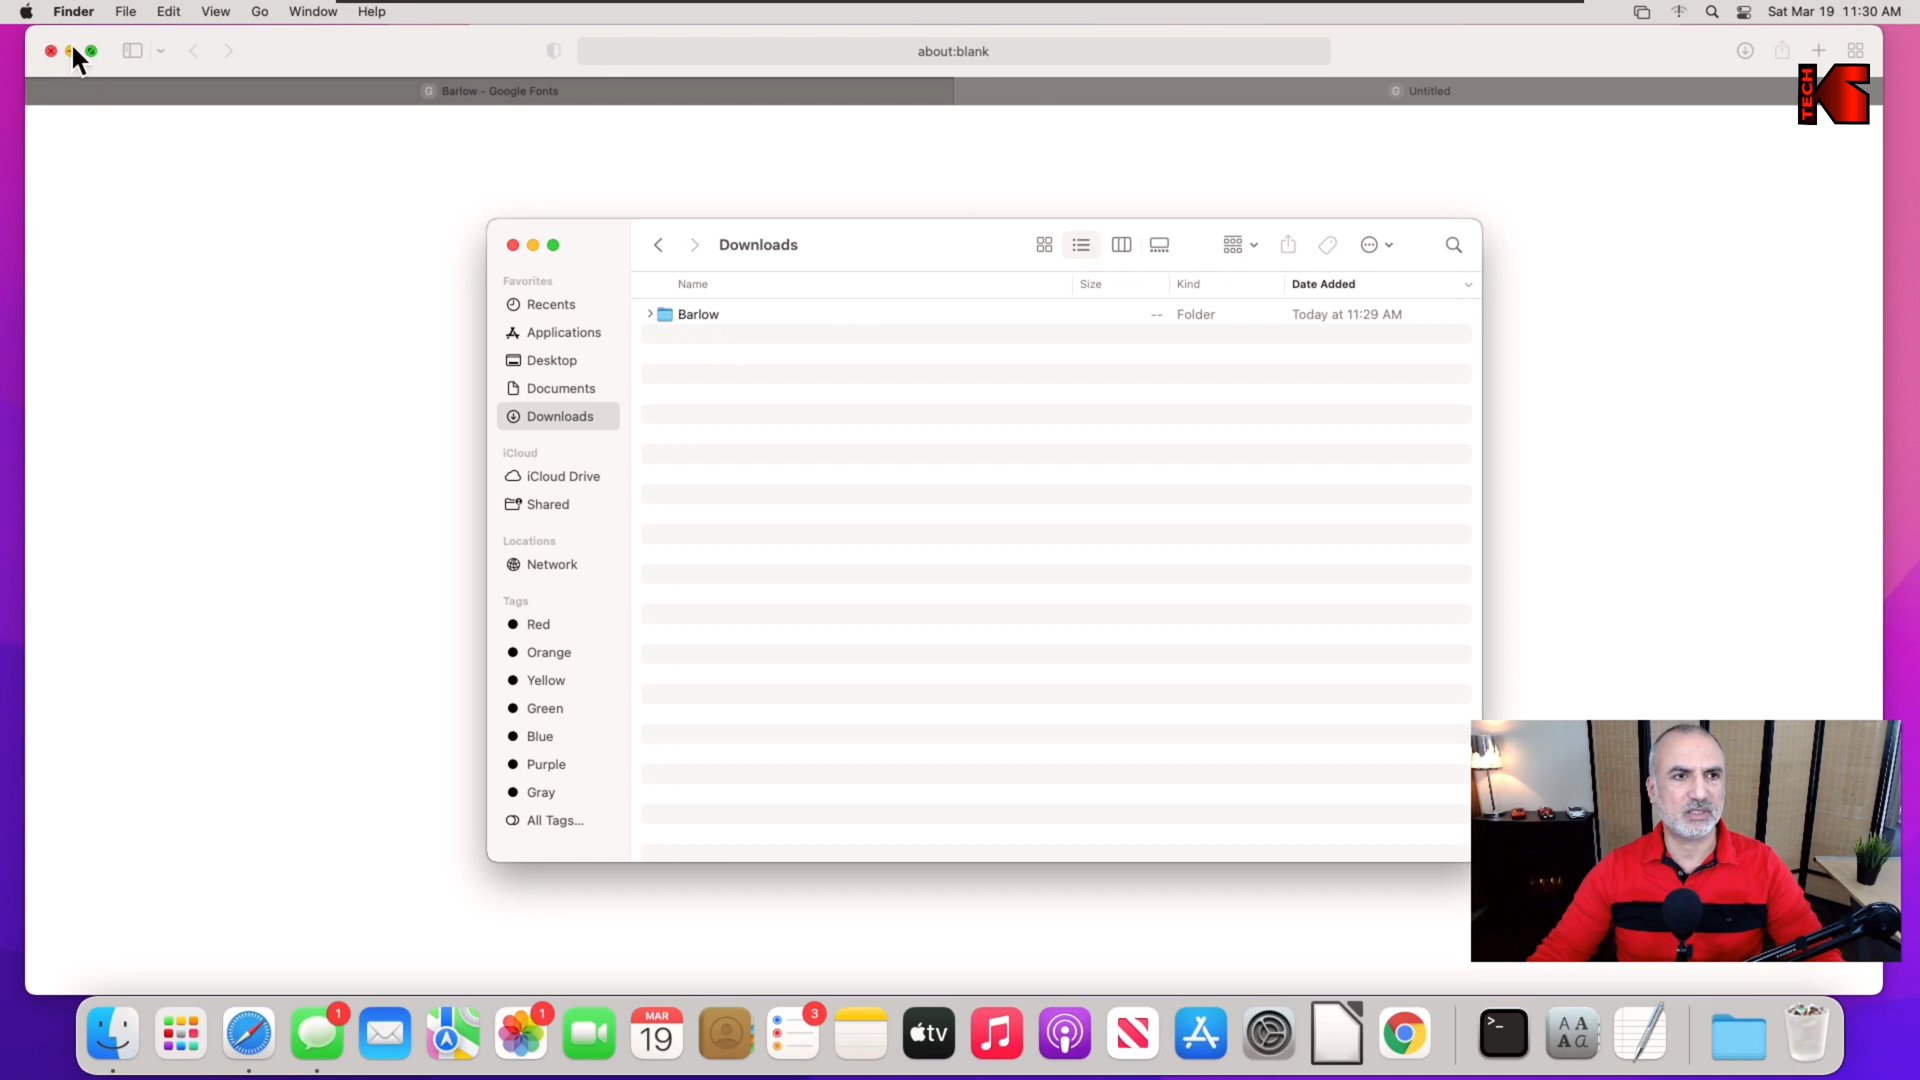 Finder File Edit View Go Window Help Sat Mar 19 11:30 AM
about:blank
G Barlow - Google Fonts G Untitled
TECH K
Downloads
Favorites
Recents
Applications
Desktop
Documents
Downloads
iCloud
iCloud Drive
Shared
Locations
Network
Tags
Red
Orange
Yellow
Green
Blue
Purple
Gray
All Tags...
Name Size Kind Date Added
Barlow -- Folder Today at 11:29 AM
1 1 MAR 19 3 tv >_ A A A a